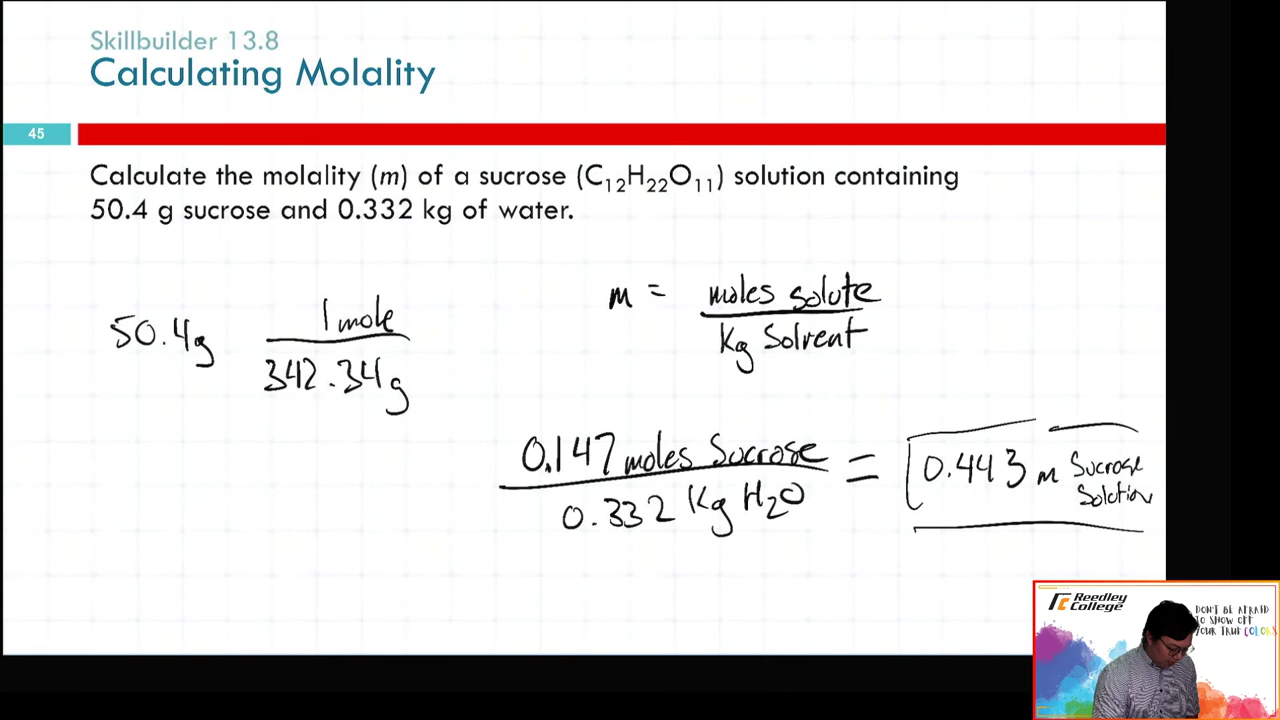 Skillbuilder 13.8
Calculating Molality
45
Calculate the molality (m) of a sucrose (C₁₂H₂₂O₁₁) solution containing
50.4 g sucrose and 0.332 kg of water.
m = moles solute
kg Solvent
50.4g 1 mole
342.34g
0.147 moles Sucrose
0.332 Kg H₂O
= 0.443 m Sucrose
Solution
Reedley
College
DON'T BE AFRAID
TO SHOW OFF
YOUR TRUE COLORS